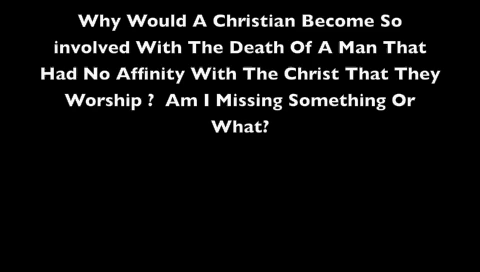 Why Would A Christian Become So
involved With The Death Of A Man That
Had No Affinity With The Christ That They
Worship ?  Am I Missing Something Or
What?